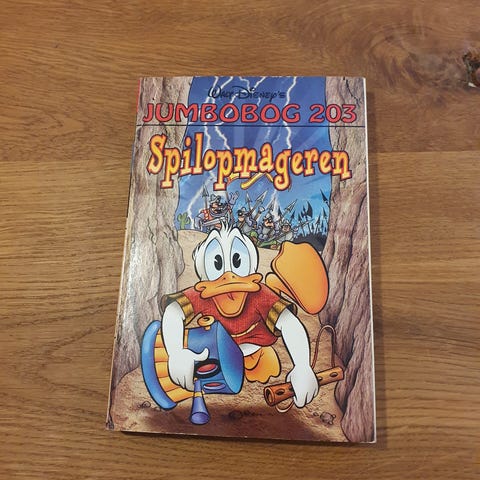 Walt Disney's
JUMBOBOG 203
Spilopmageren